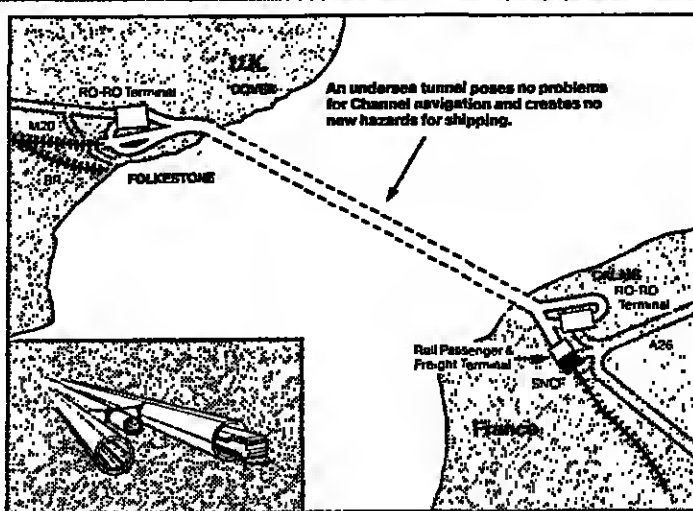 U.K.
DOVER
RO-RO Terminal
An undersea tunnel poses no problems
for Channel navigation and creates no
new hazards for shipping.
M20
BR
FOLKESTONE
CALAIS
RO-RO
Terminal
A26
Rail Passenger &
Freight Terminal
SNCF
France